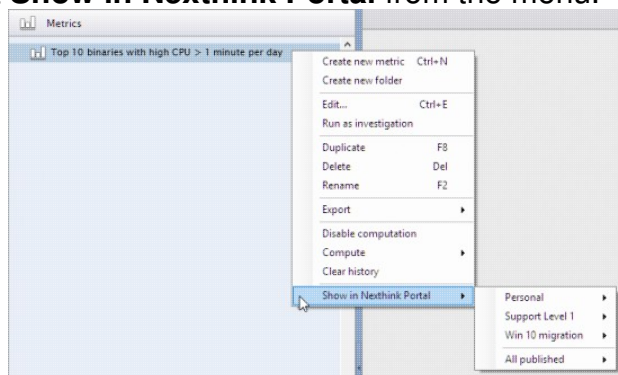 Show in Nexthink Portal from the menu.
Metrics
Top 10 binaries with high CPU > 1 minute per day
Create new metric Ctrl+N
Create new folder
Edit... Ctrl+E
Run as investigation
Duplicate F8
Delete Del
Rename F2
Export
Disable computation
Compute
Clear history
Show in Nexthink Portal
Personal
Support Level 1
Win 10 migration
All published